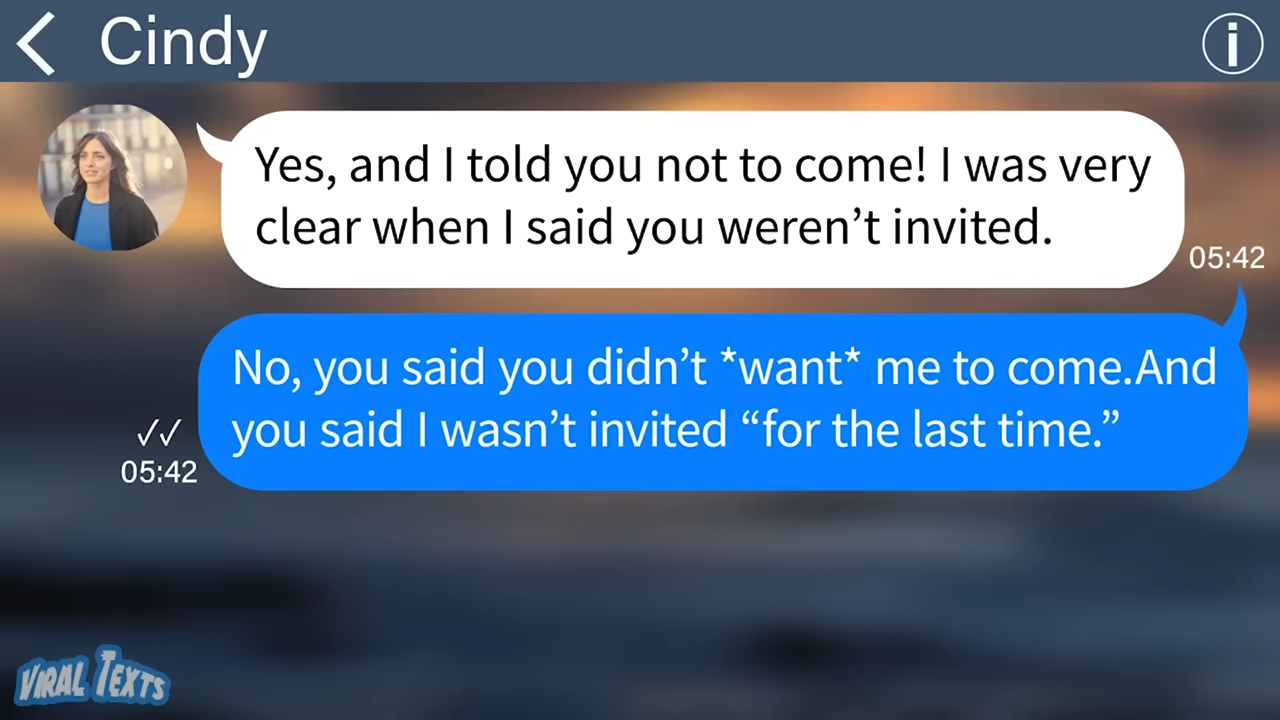 Cindy
Yes, and I told you not to come! I was very
clear when I said you weren’t invited.
05:42
No, you said you didn’t *want* me to come.And
you said I wasn’t invited “for the last time.”
✓✓
05:42
VIRAL TEXTS